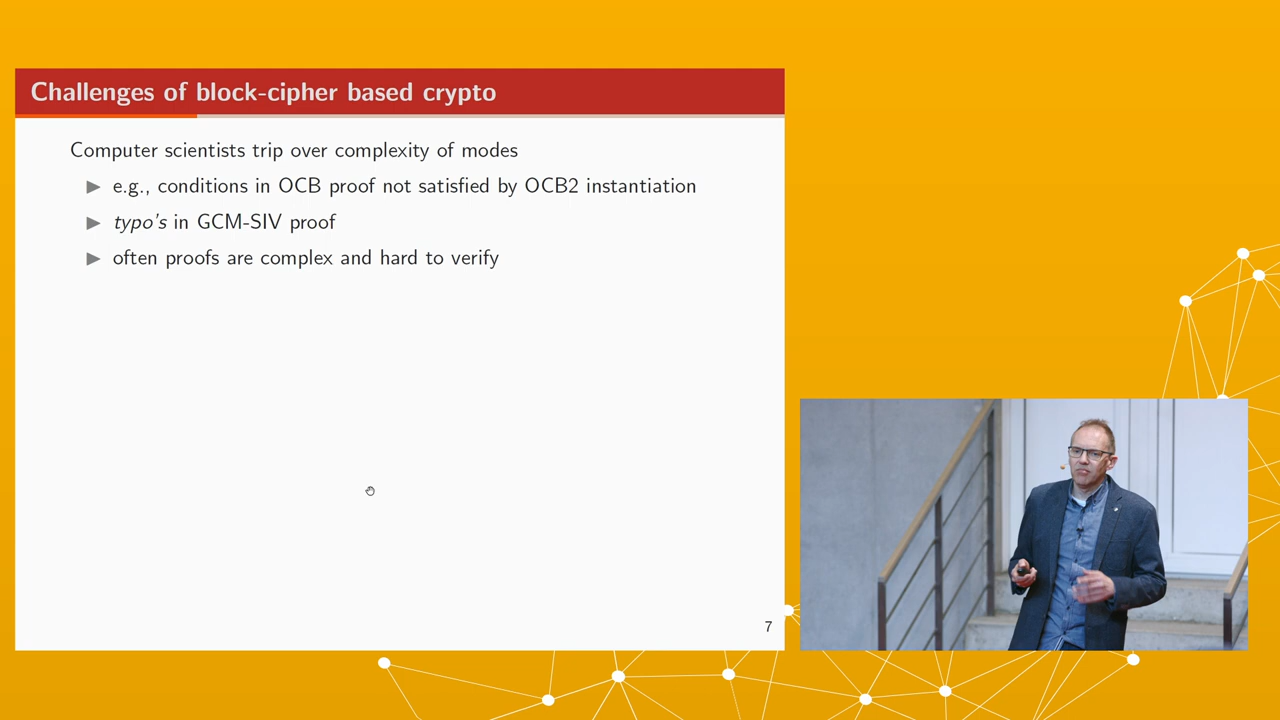 Challenges of block-cipher based crypto
Computer scientists trip over complexity of modes
▶ e.g., conditions in OCB proof not satisfied by OCB2 instantiation
▶ typo's in GCM-SIV proof
▶ often proofs are complex and hard to verify
7